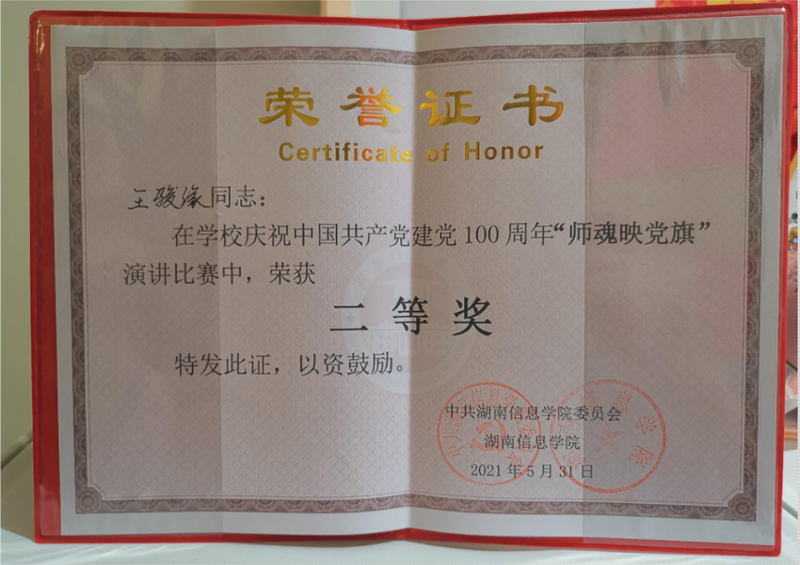 荣誉证书
Certificate of Honor
王骏缘同志：
在学校庆祝中国共产党建党100周年“师魂映党旗”
演讲比赛中，荣获
二等奖
特发此证，以资鼓励。
中共湖南信息学院委员会
湖南信息学院
2021年5月31日